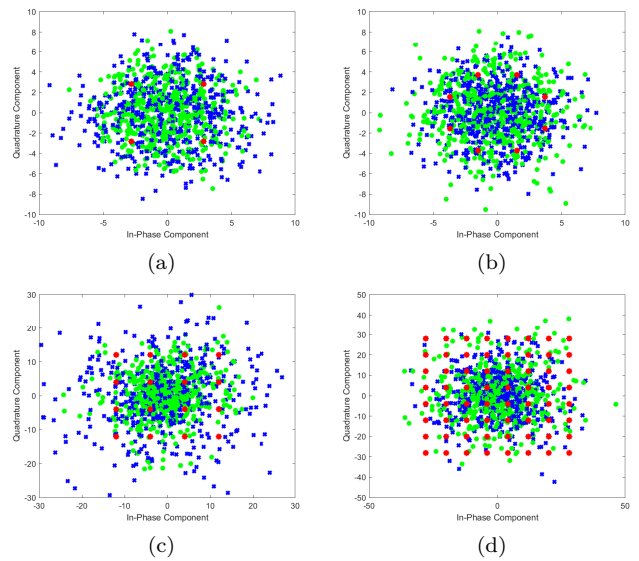 10
8
6
4
2
0
-2
-4
-6
-8
-10
-10 -5 0 5 10
Quadrature Component
In-Phase Component
(a)
10
8
6
4
2
0
-2
-4
-6
-8
-10
-10 -5 0 5 10
Quadrature Component
In-Phase Component
(b)
30
20
10
0
-10
-20
-30
-30 -20 -10 0 10 20 30
Quadrature Component
In-Phase Component
(c)
50
40
30
20
10
0
-10
-20
-30
-40
-50
-50 0 50
Quadrature Component
In-Phase Component
(d)